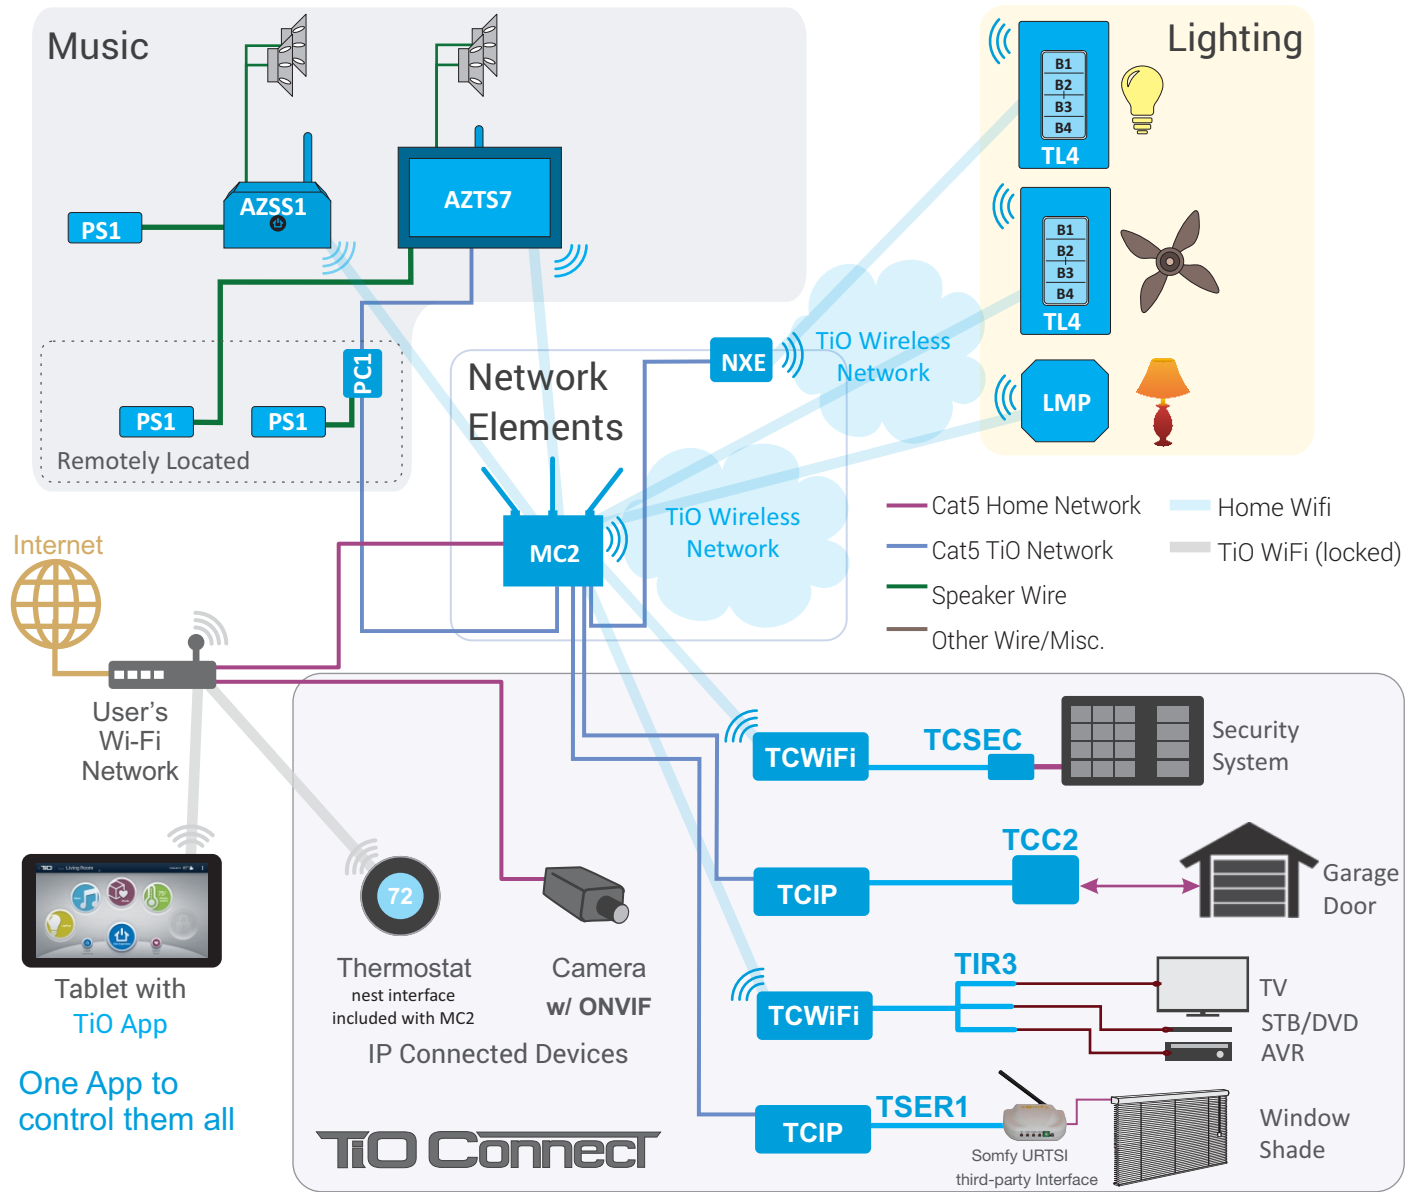 Music
Lighting
B1
B2
B3
B4
TL4
AZSS1
AZTS7
PS1
B1
B2
B3
B4
TL4
PC1
NXE
TiO Wireless
Network
Network
Elements
LMP
PS1
PS1
Remotely Located
TiO Wireless
Network
MC2
Cat5 Home Network
Home Wifi
Cat5 TiO Network
TiO WiFi (locked)
Speaker Wire
Other Wire/Misc.
Internet
User's
Wi-Fi
Network
TCWiFi
TCSEC
Security
System
TCC2
TCIP
Garage
Door
TiO
Living Room
72
Thermostat
nest interface
included with MC2
Camera
w/ ONVIF
IP Connected Devices
Tablet with
TiO App
TIR3
TCWiFi
TV
STB/DVD
AVR
One App to
control them all
TiO Connect
TSER1
TCIP
Somfy URTSI
third-party Interface
Window
Shade